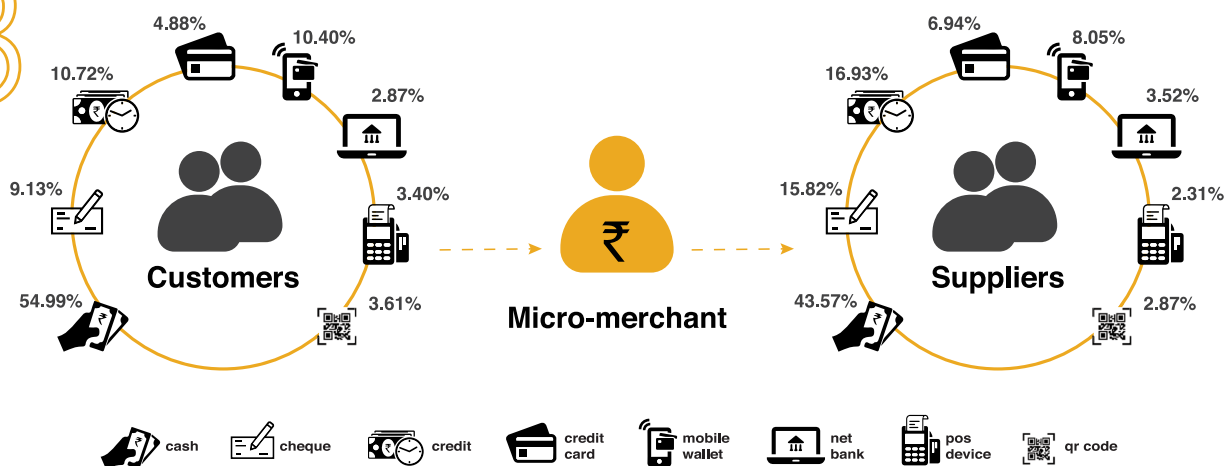 4.88%
10.40%
10.72%
2.87%
9.13%
3.40%
54.99%
3.61%
Customers
₹
Micro-merchant
6.94%
8.05%
16.93%
3.52%
15.82%
2.31%
43.57%
2.87%
Suppliers
cash
cheque
credit
credit
card
mobile
wallet
net
bank
pos
device
qr code